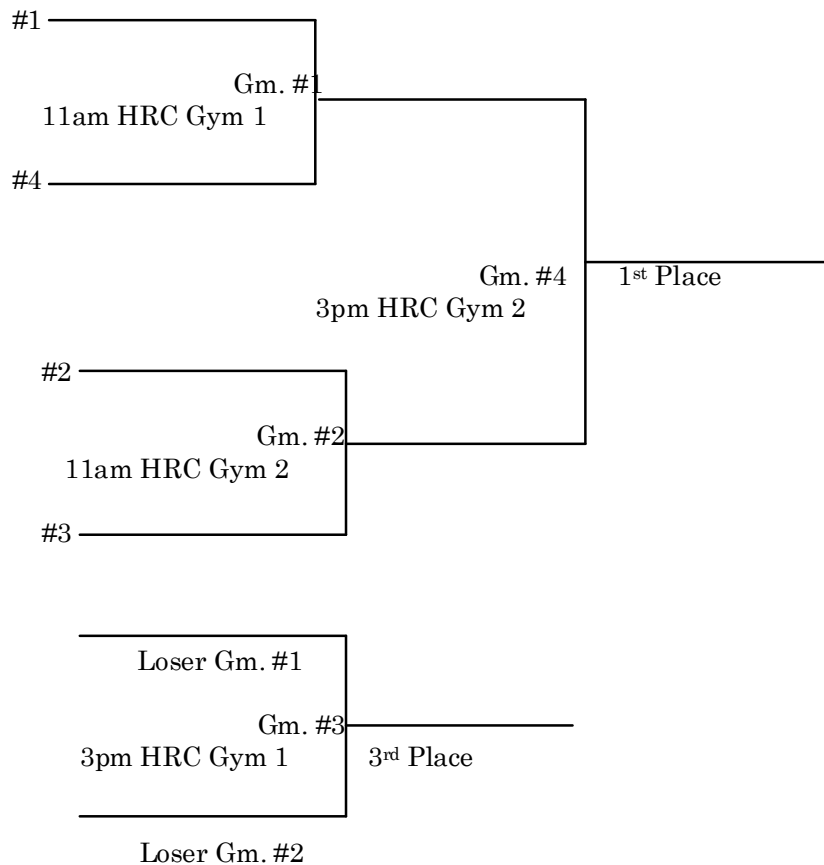 #1
Gm. #1
11am HRC Gym 1
#4
Gm. #4
1st Place
3pm HRC Gym 2
#2
Gm. #2
11am HRC Gym 2
#3
Loser Gm. #1
Gm. #3
3pm HRC Gym 1
3rd Place
Loser Gm. #2